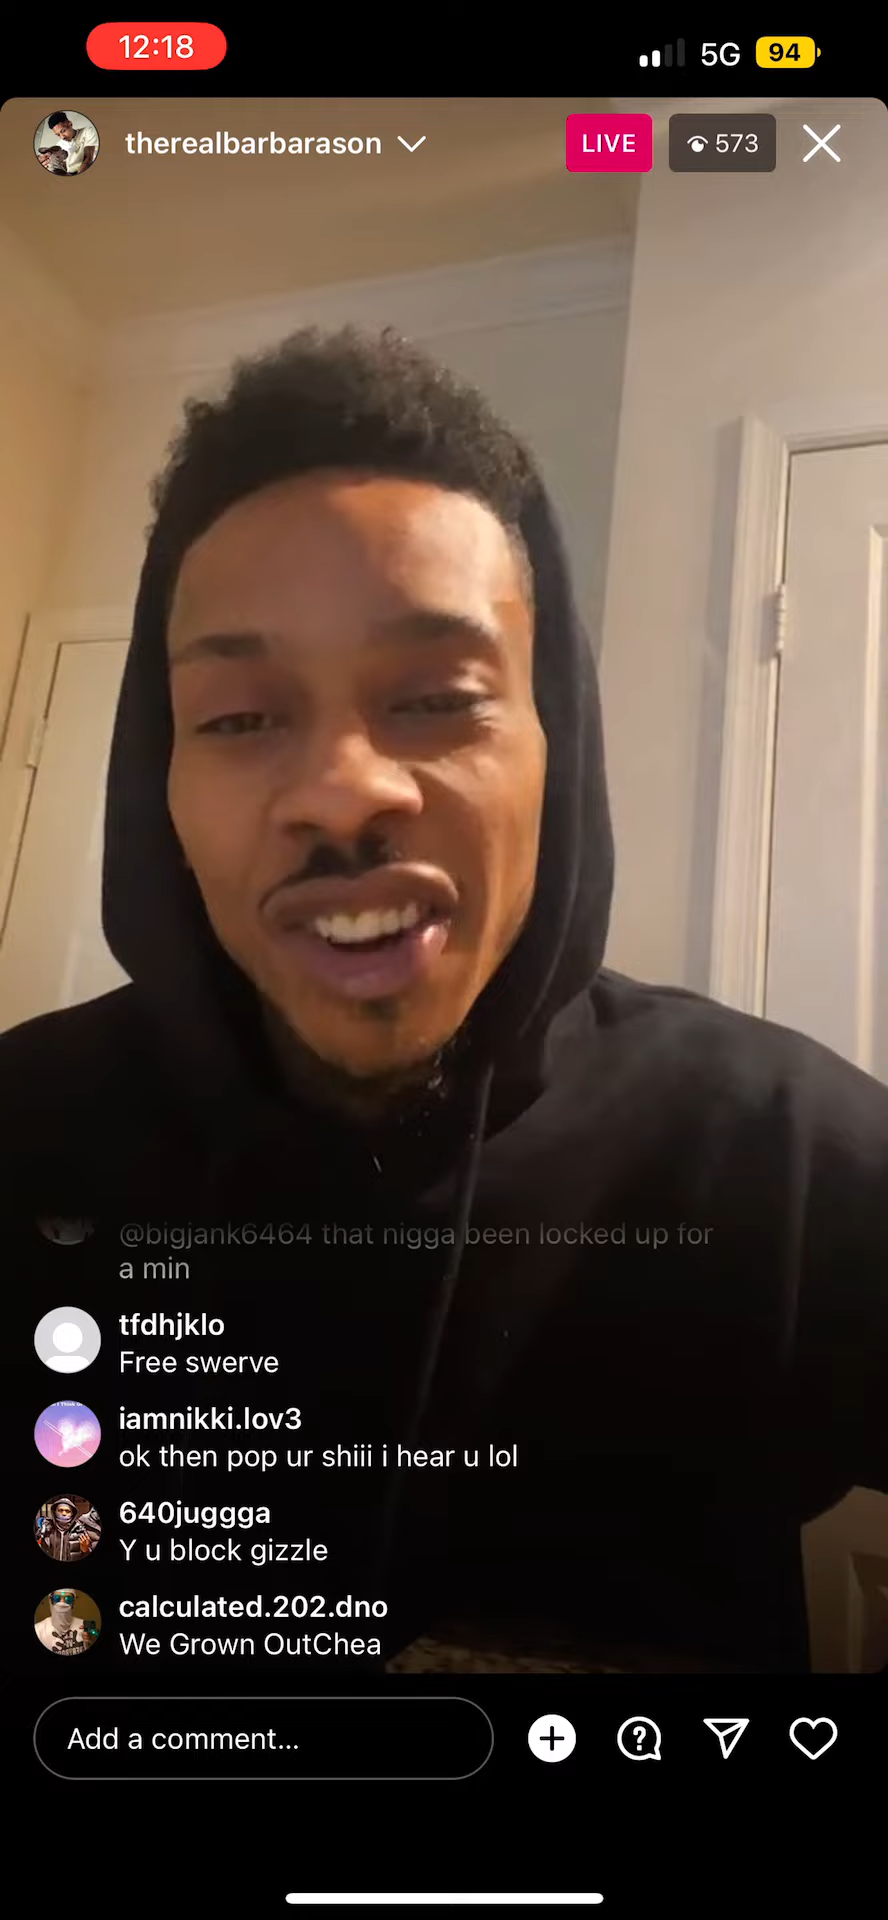 12:18
5G
94
therealbarbarason
LIVE
573
@bigjank6464 that nigga been locked up for
a min
tfdhjklo
Free swerve
iamnikki.lov3
ok then pop ur shiii i hear u lol
640juggga
Y u block gizzle
calculated.202.dno
We Grown OutChea
Add a comment...